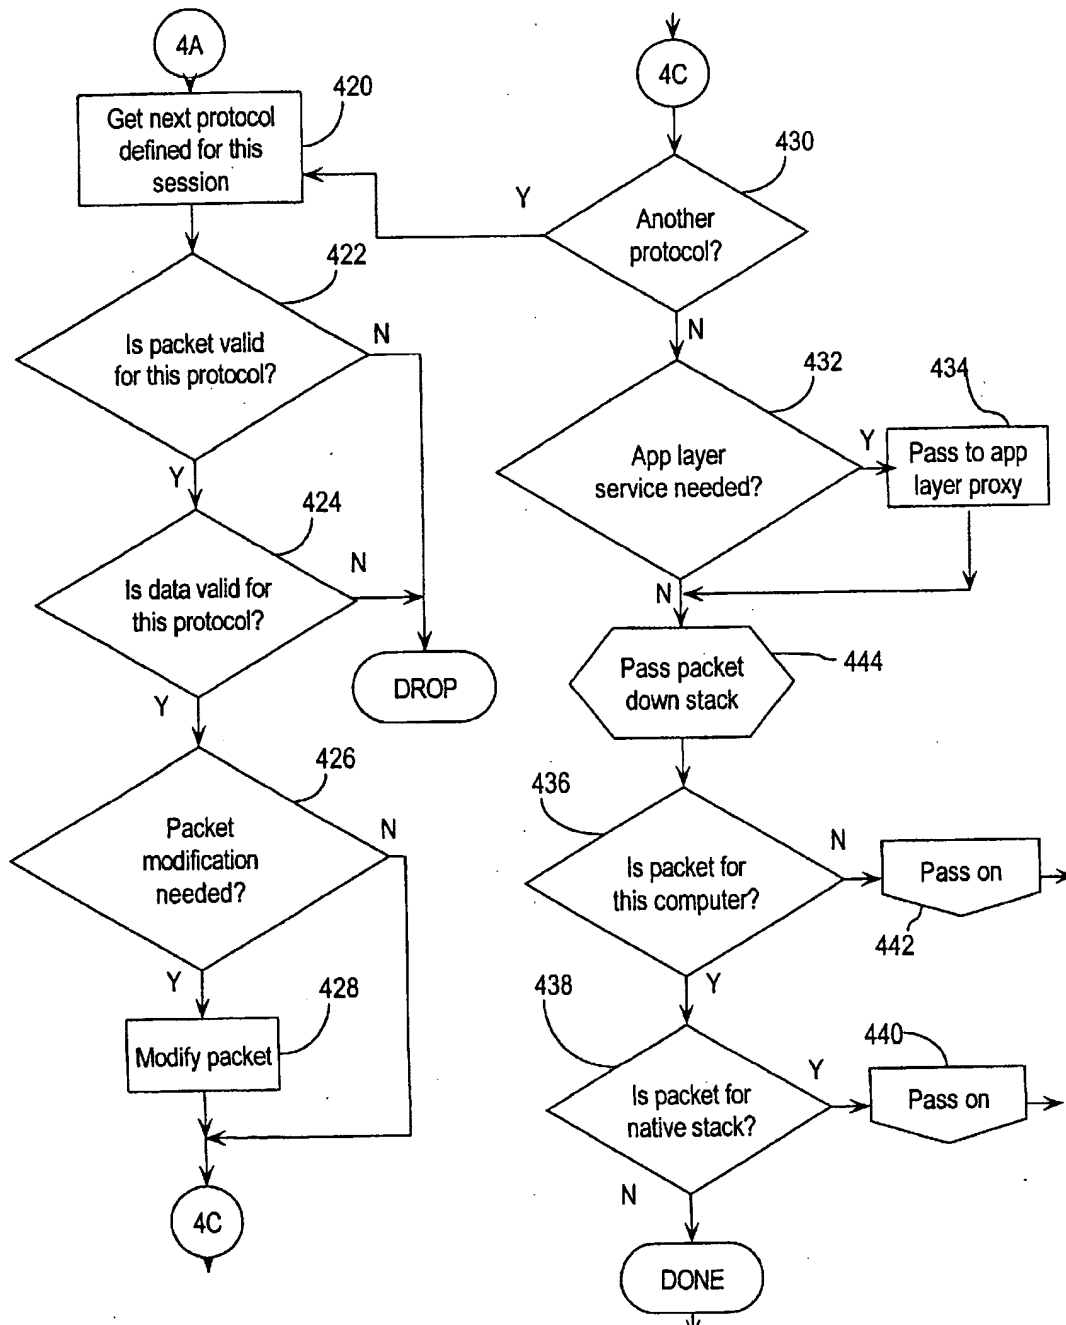 4A
420
Get next protocol
defined for this
session
422
Is packet valid
for this protocol?
N
Y
424
Is data valid for
this protocol?
N
DROP
Y
426
Packet
modification
needed?
N
Y
428
Modify packet
4C
4C
430
Another
protocol?
Y
N
432
App layer
service needed?
Y
434
Pass to app
layer proxy
N
Pass packet
down stack
444
436
Is packet for
this computer?
N
Pass on
442
Y
438
Is packet for
native stack?
Y
440
Pass on
N
DONE